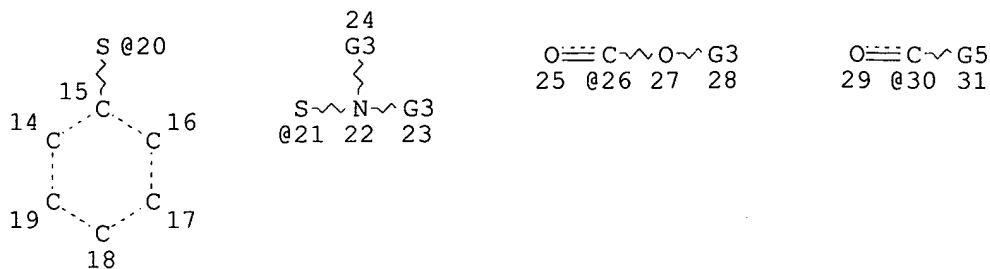 24
S @20
G3
O C O G3
O C G5
25 @26 27 28
29 @30 31
15
C
S N G3
@21 22 23
14 16
C C
C C
19 17
C
18